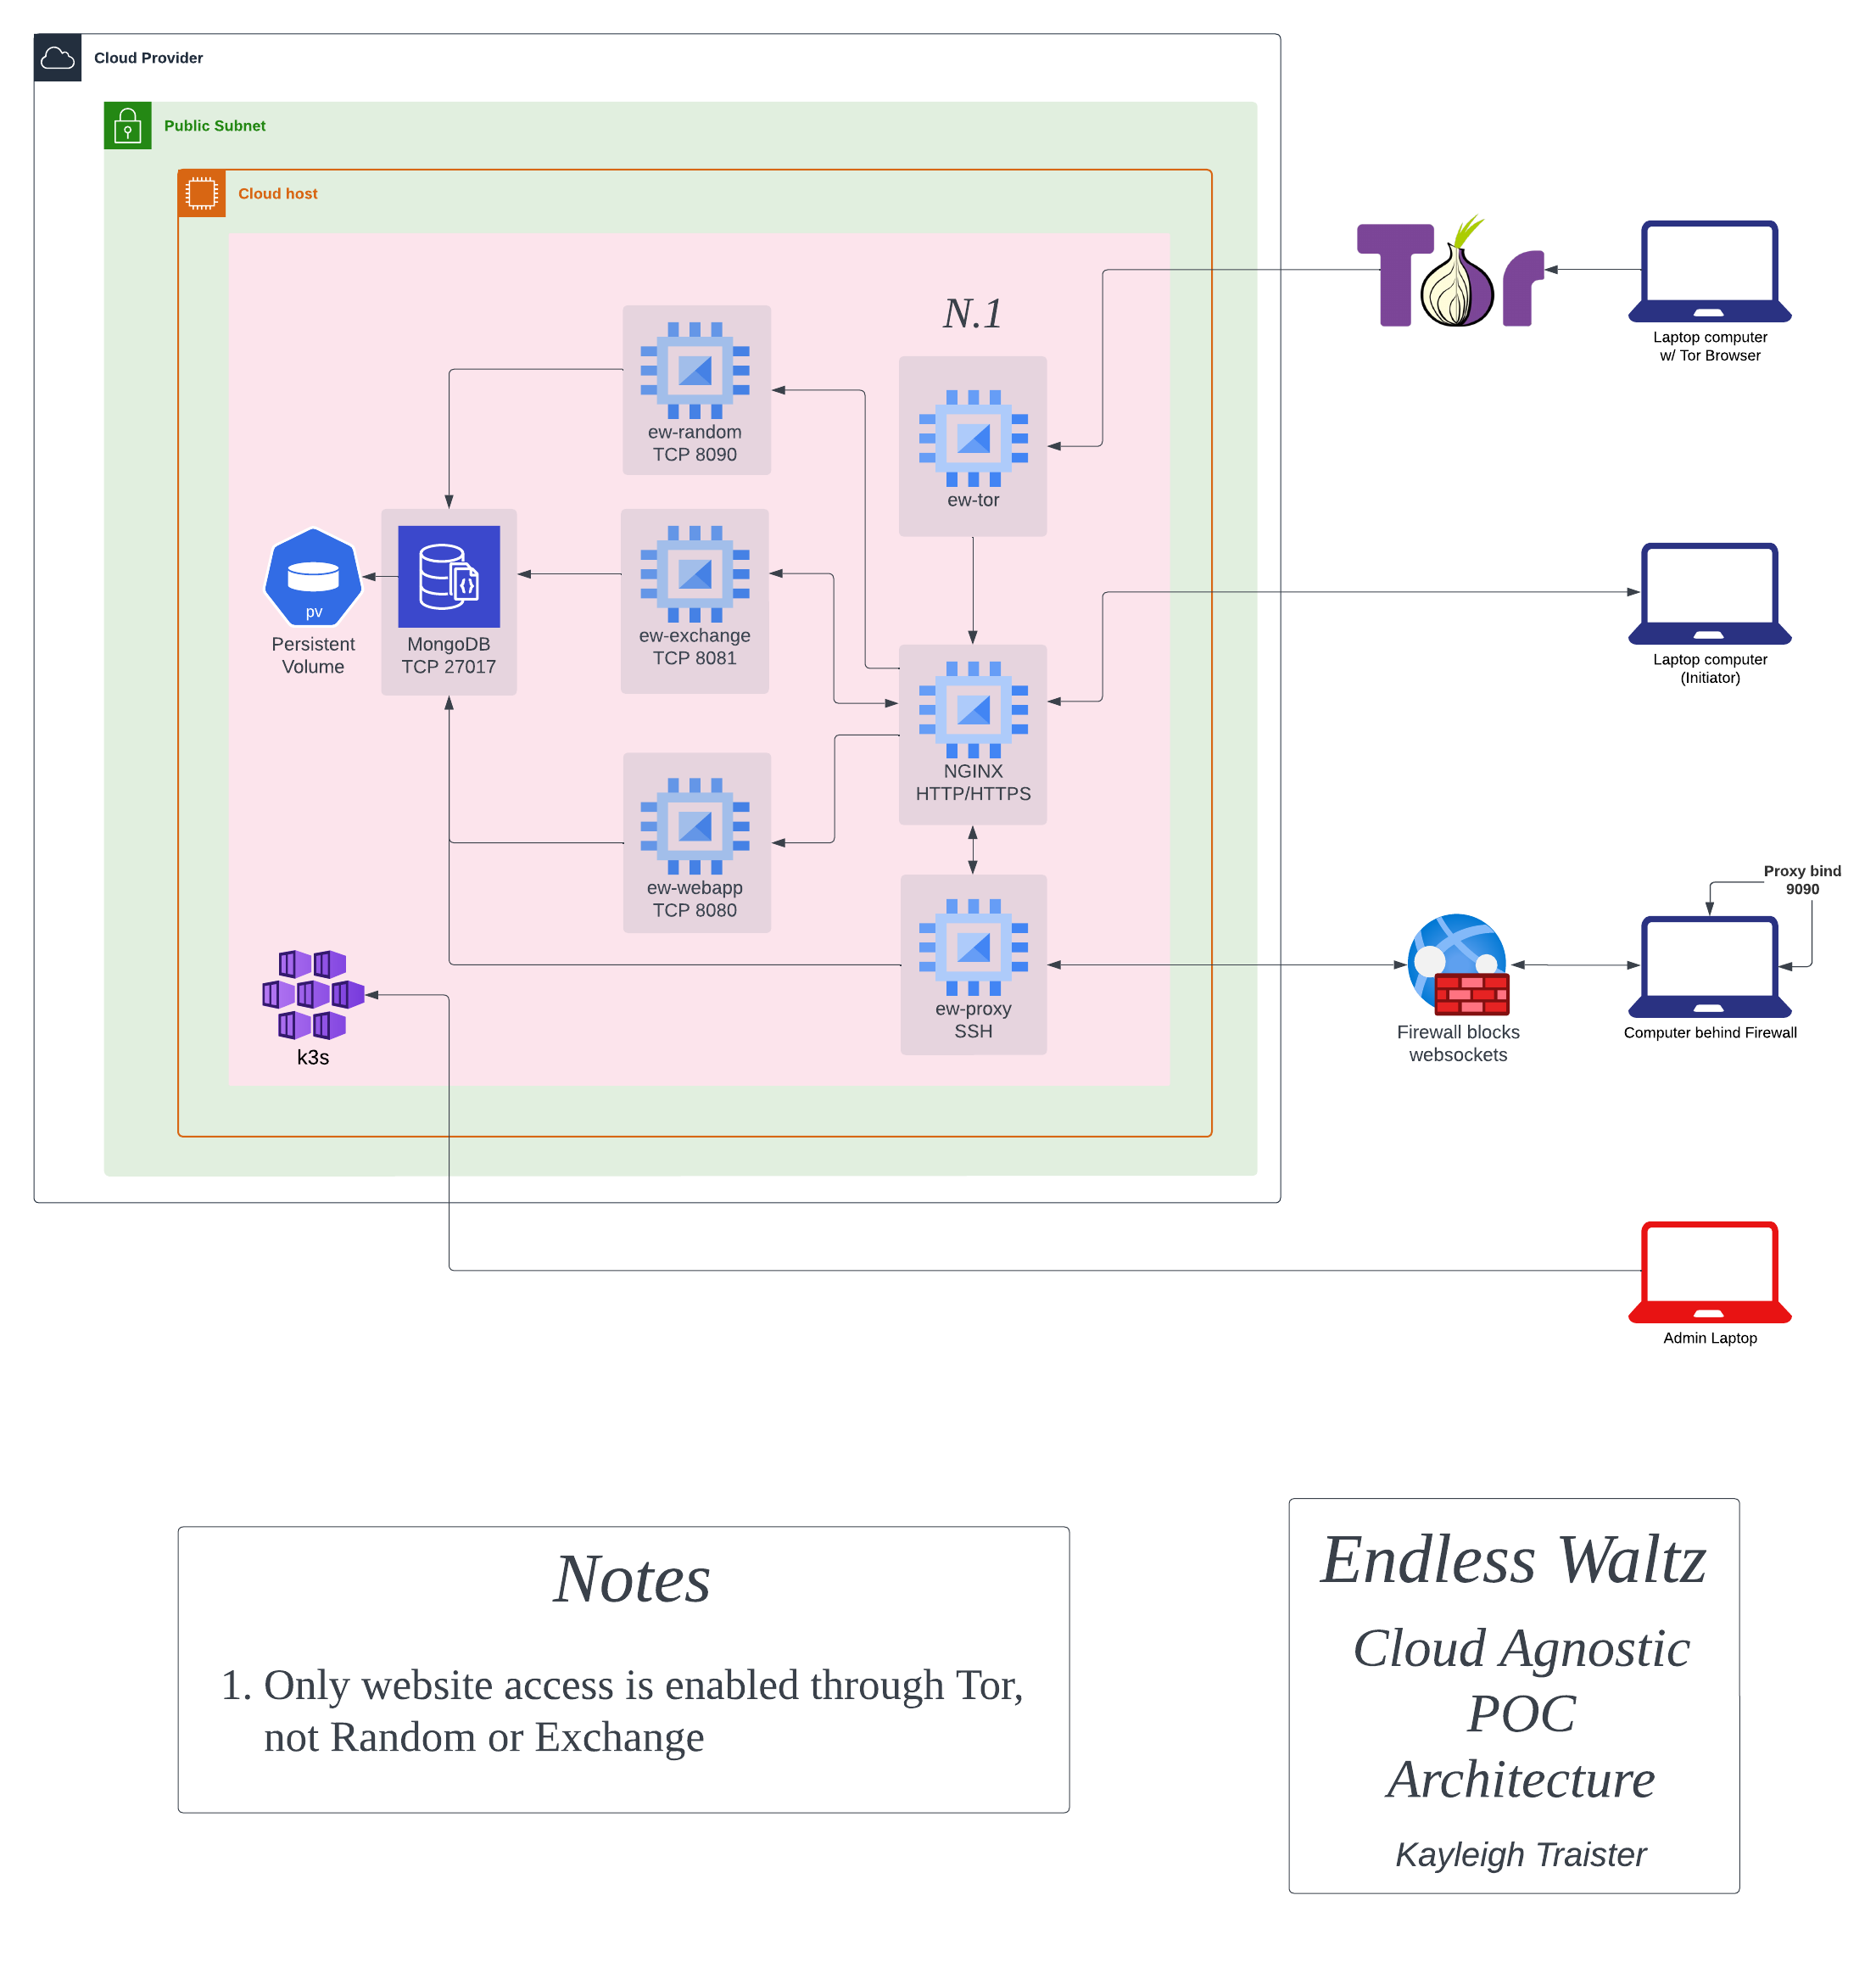 Cloud Provider
Public Subnet
Cloud host
N.1
Tor
Laptop computer
w/ Tor Browser
ew-random
TCP 8090
ew-tor
pv
Persistent
Volume
MongoDB
TCP 27017
ew-exchange
TCP 8081
Laptop computer
(Initiator)
NGINX
HTTP/HTTPS
ew-webapp
TCP 8080
Proxy bind
9090
ew-proxy
SSH
Firewall blocks
websockets
Computer behind Firewall
k3s
Admin Laptop
Notes
1. Only website access is enabled through Tor,
not Random or Exchange
Endless Waltz
Cloud Agnostic
POC
Architecture
Kayleigh Traister